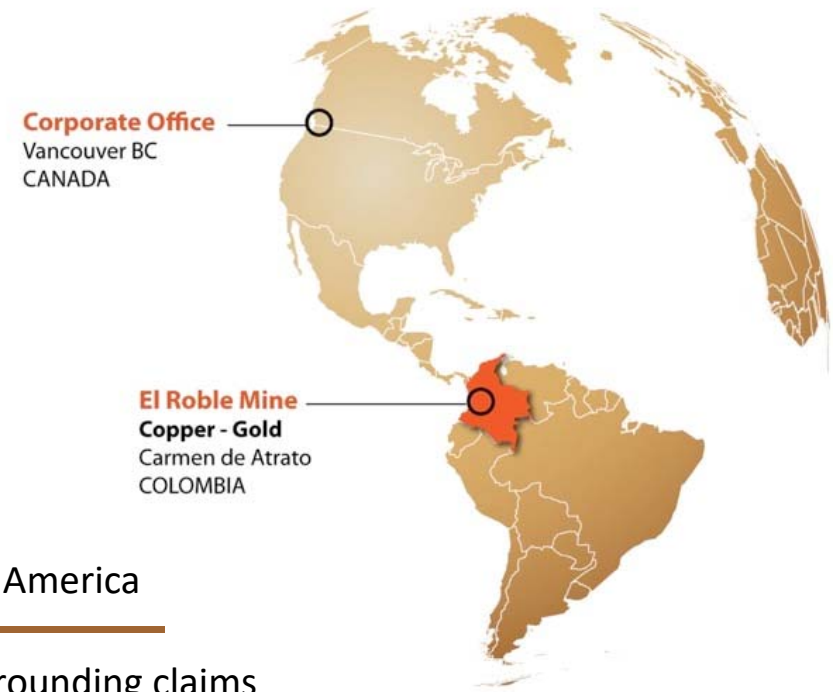 Corporate Office
Vancouver BC
CANADA
El Roble Mine
Copper - Gold
Carmen de Atrato
COLOMBIA
America
rounding claims